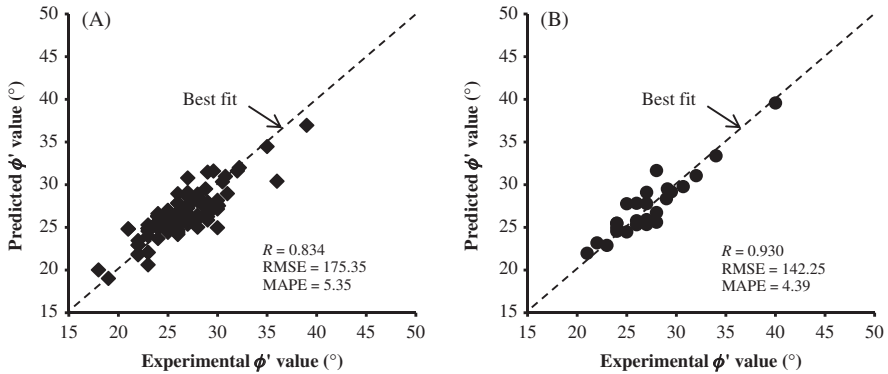 (A)
50
45
40
35
30
25
20
15
Predicted ϕ' value (°)
Best fit
R = 0.834
RMSE = 175.35
MAPE = 5.35
15 20 25 30 35 40 45 50
Experimental ϕ' value (°)
(B)
50
45
40
35
30
25
20
15
Predicted ϕ' value (°)
Best fit
R = 0.930
RMSE = 142.25
MAPE = 4.39
15 20 25 30 35 40 45 50
Experimental ϕ' value (°)